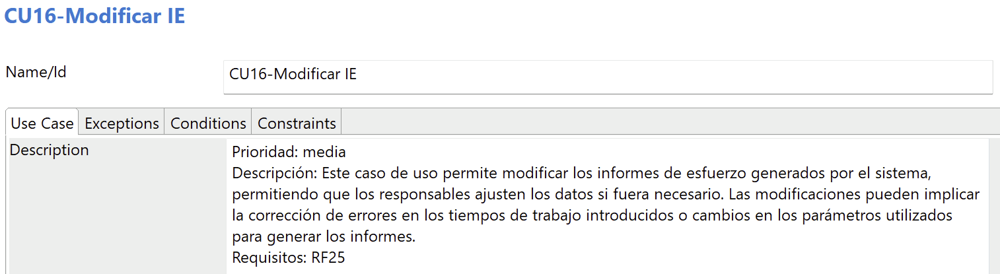 CU16-Modificar IE
Name/Id
CU16-Modificar IE
Use Case
Exceptions
Conditions
Constraints
Description
Prioridad: media
Descripción: Este caso de uso permite modificar los informes de esfuerzo generados por el sistema,
permitiendo que los responsables ajusten los datos si fuera necesario. Las modificaciones pueden implicar
la corrección de errores en los tiempos de trabajo introducidos o cambios en los parámetros utilizados
para generar los informes.
Requisitos: RF25